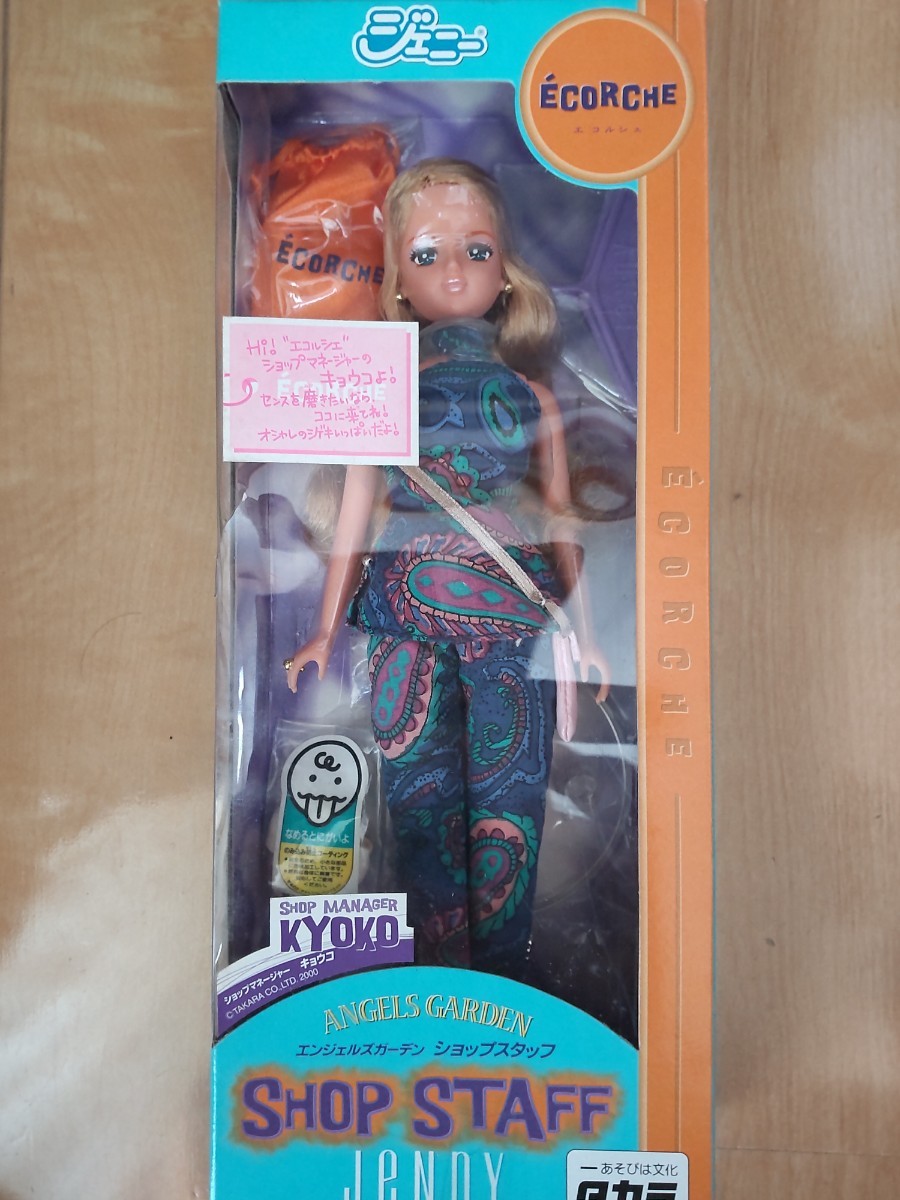 ジェニー
ÉCORCHE
エコルシェ
ÉCORCHE
Hi! "エコルシェ"
ショップマネージャーの
キョウコよ!
センスを磨きたいなら
ココに来てね!
オシャレのシゲキいっぱいだよ!
ÉCORCHE
ÉCORCHE
なめるとにがいよ
SHOP MANAGER
KYOKO
ショップマネージャー キョウコ
©TAKARA CO., LTD. 2000
ANGELS GARDEN
エンジェルズガーデン ショップスタッフ
SHOP STAFF
JeNNY
あそびは文化
タカラ